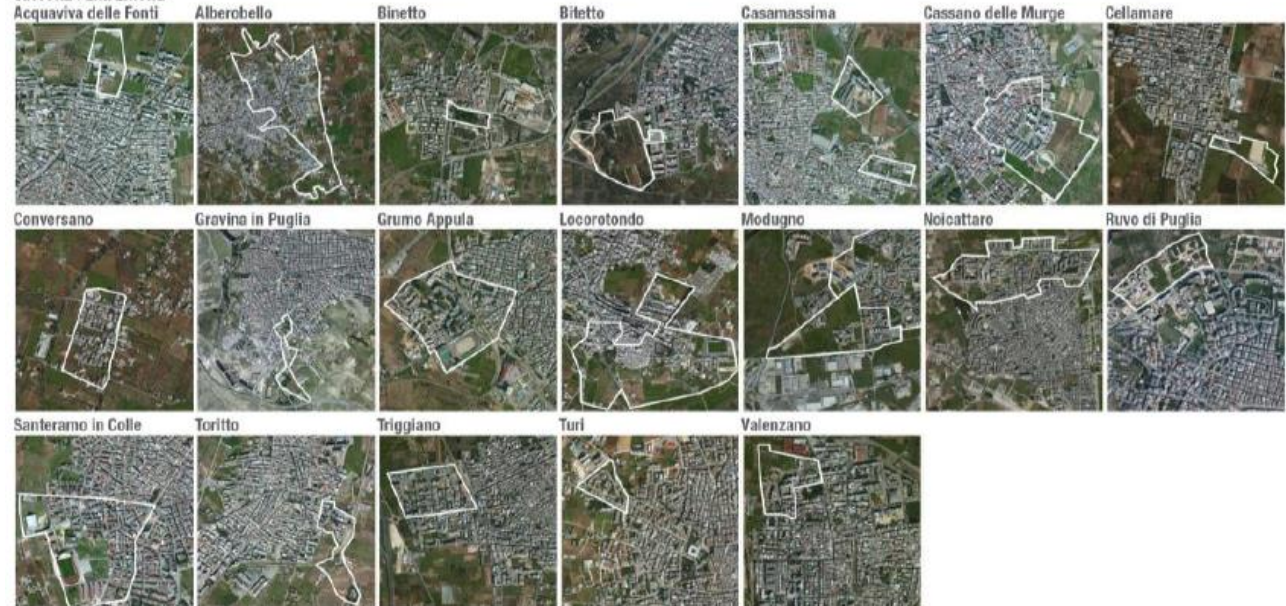 Acquaviva delle Fonti Alberobello Binetto Bitetto Casamassima Cassano delle Murge Cellamare
Conversano Gravina in Puglia Grumo Appula Locorotondo Modugno Noicattaro Ruvo di Puglia
Santeramo in Colle Toritto Triggiano Turi Valenzano